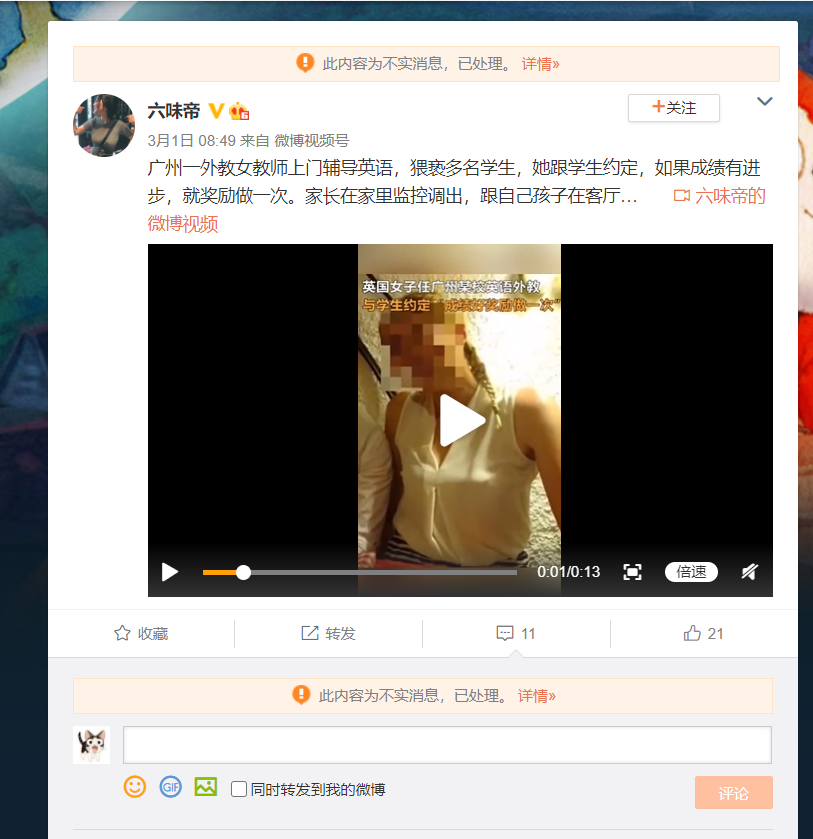 此内容为不实消息，已处理。 详情»
六味帝
+关注
3月1日 08:49 来自 微博视频号
广州一外教女教师上门辅导英语，猥亵多名学生，她跟学生约定，如果成绩有进
步，就奖励做一次。家长在家里监控调出，跟自己孩子在客厅… 六味帝的
微博视频
英国女子任广州某校英语外教
与学生约定“成绩好奖励做一次”
0:01/0:13 倍速
收藏 转发 11 21
此内容为不实消息，已处理。 详情»
GIF 同时转发到我的微博 评论